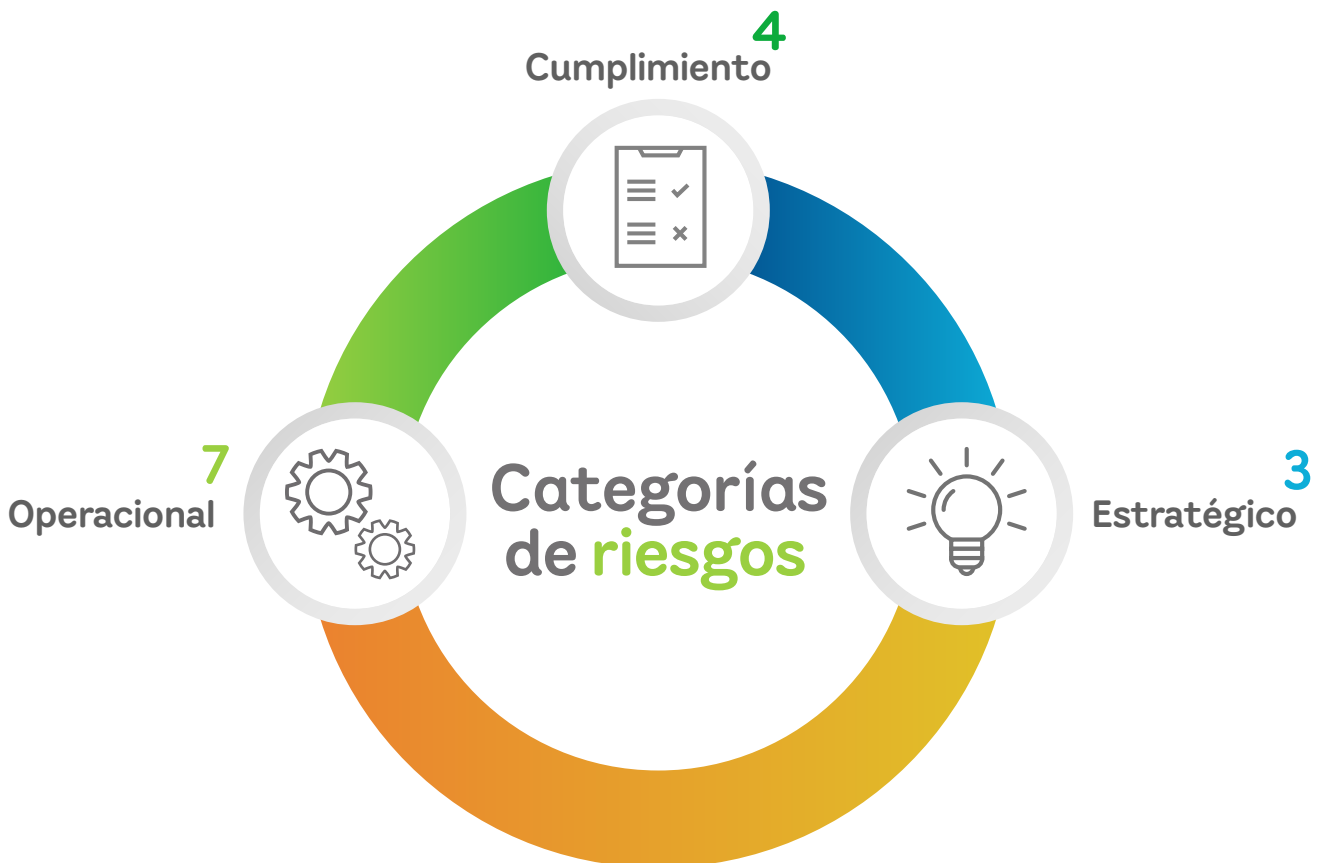 4
Cumplimiento
7
Operacional
Categorías
de riesgos
3
Estratégico